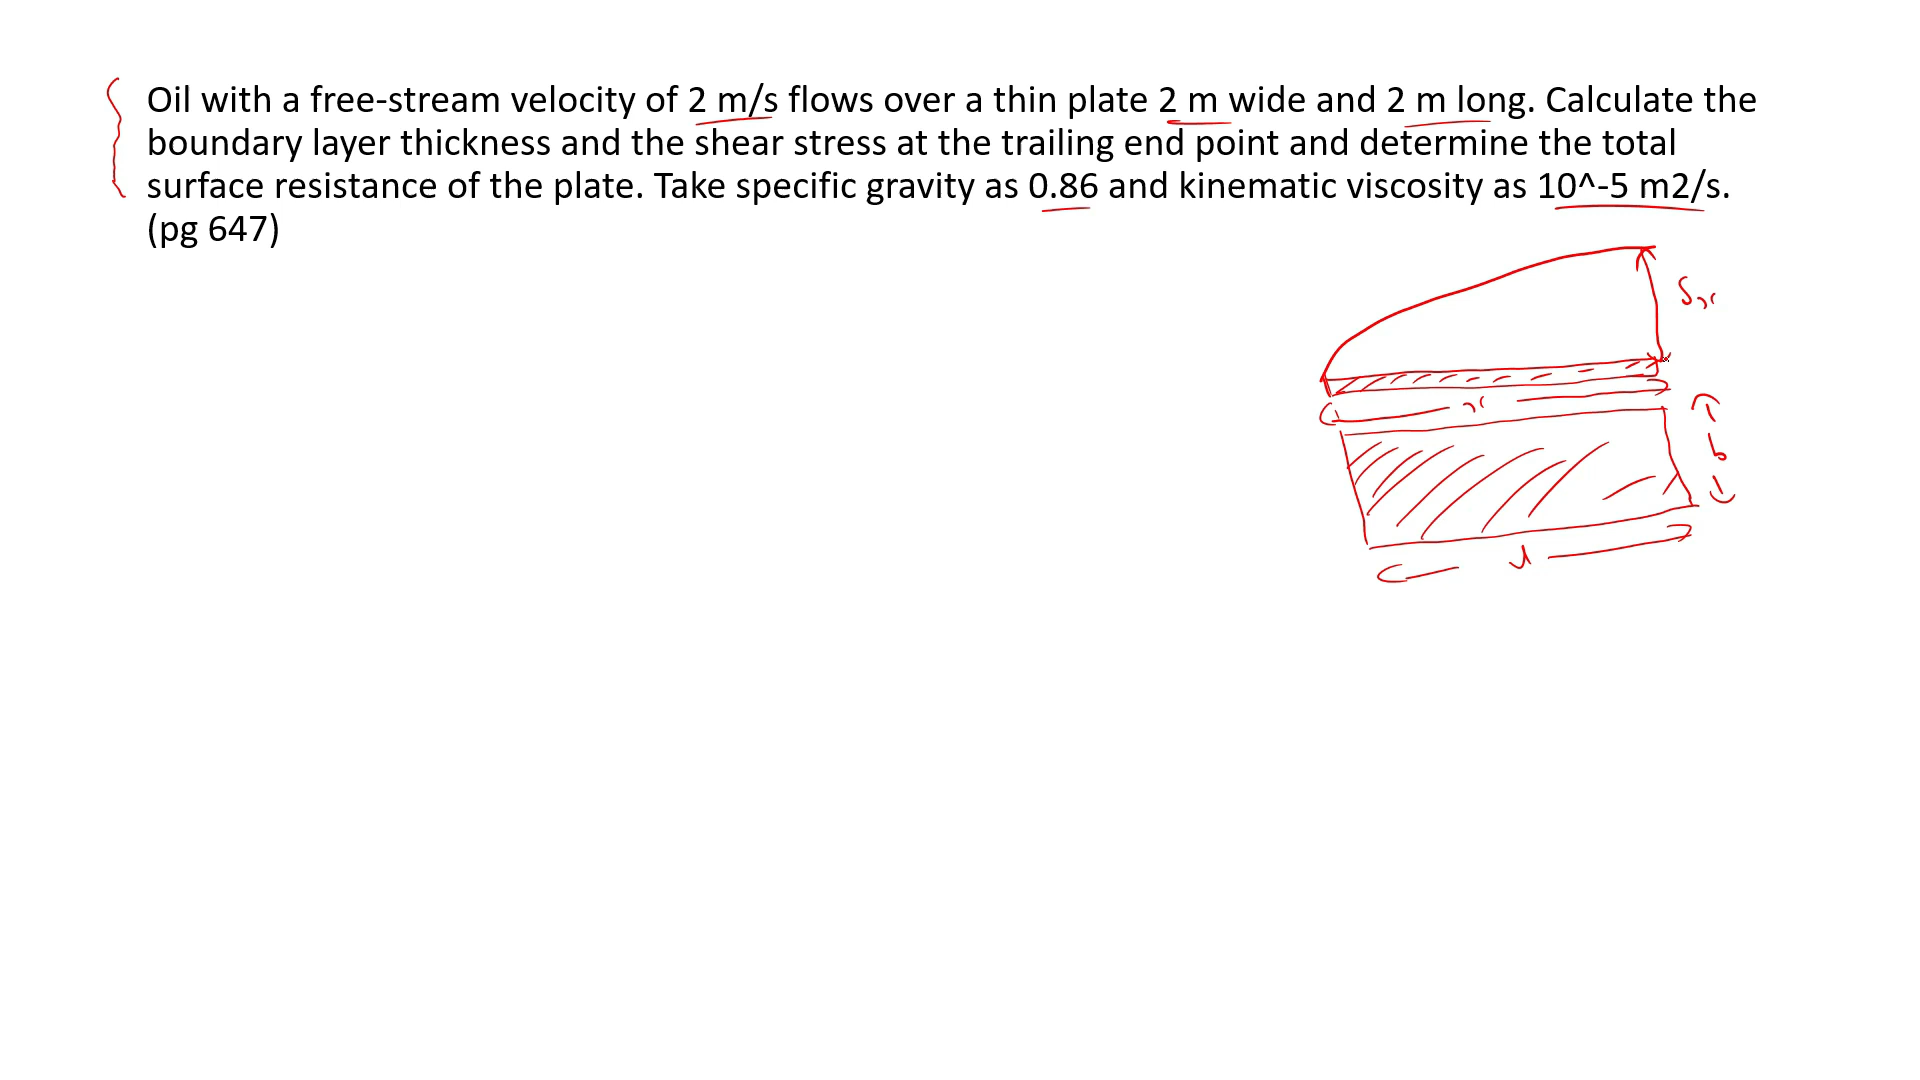 Oil with a free-stream velocity of 2 m/s flows over a thin plate 2 m wide and 2 m long. Calculate the
boundary layer thickness and the shear stress at the trailing end point and determine the total
surface resistance of the plate. Take specific gravity as 0.86 and kinematic viscosity as 10^-5 m2/s.
(pg 647)
x
b